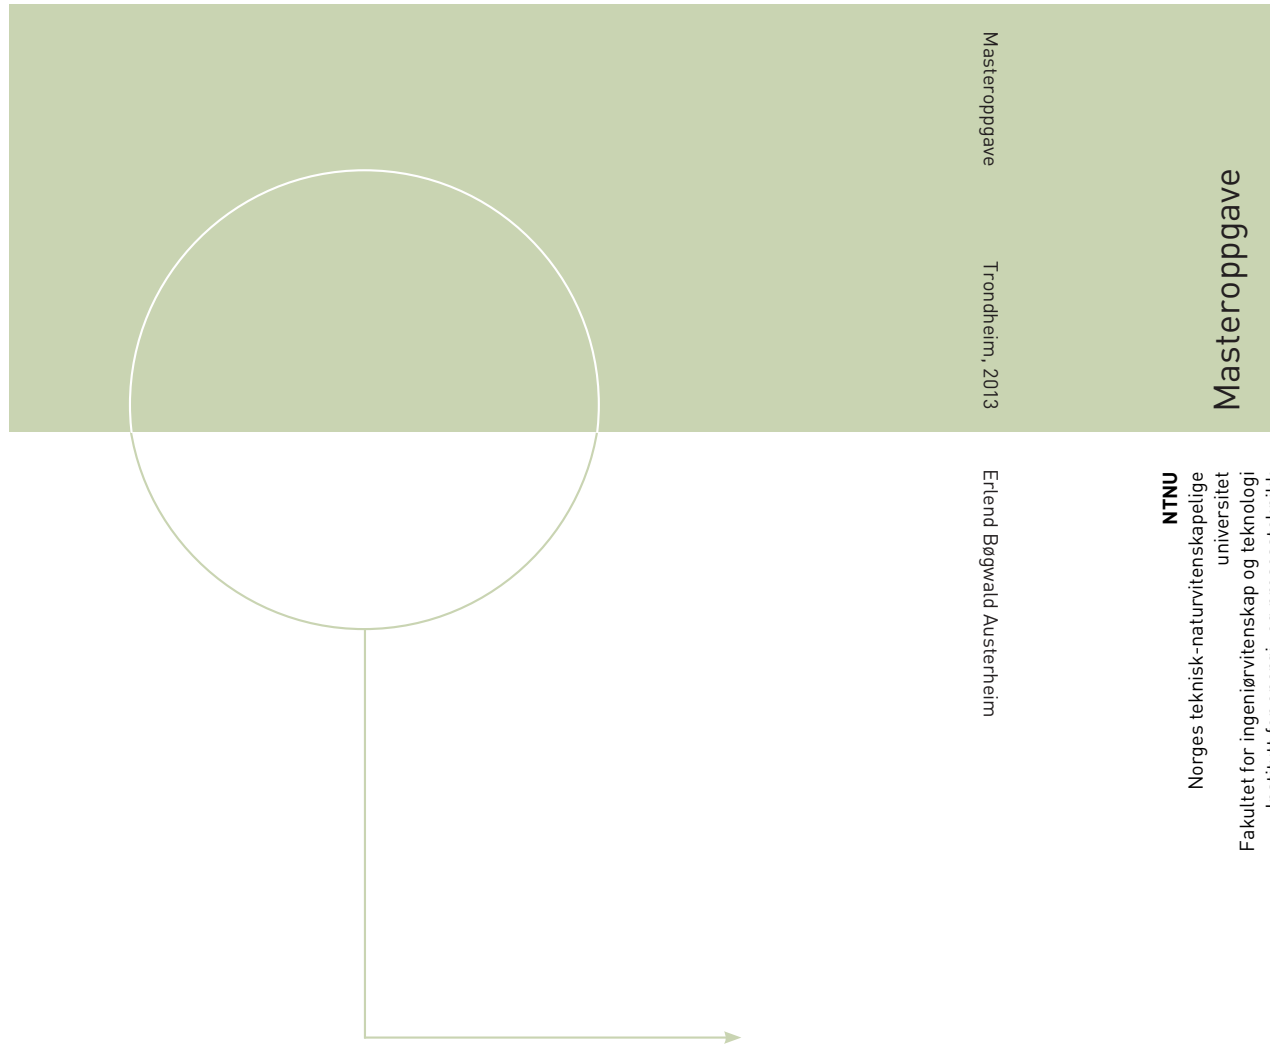 Masteroppgave
Trondheim, 2013
Erlend Bøgwald Austerheim
Masteroppgave
NTNU
Norges teknisk-naturvitenskapelige
universitet
Fakultet for ingeniørvitenskap og teknologi